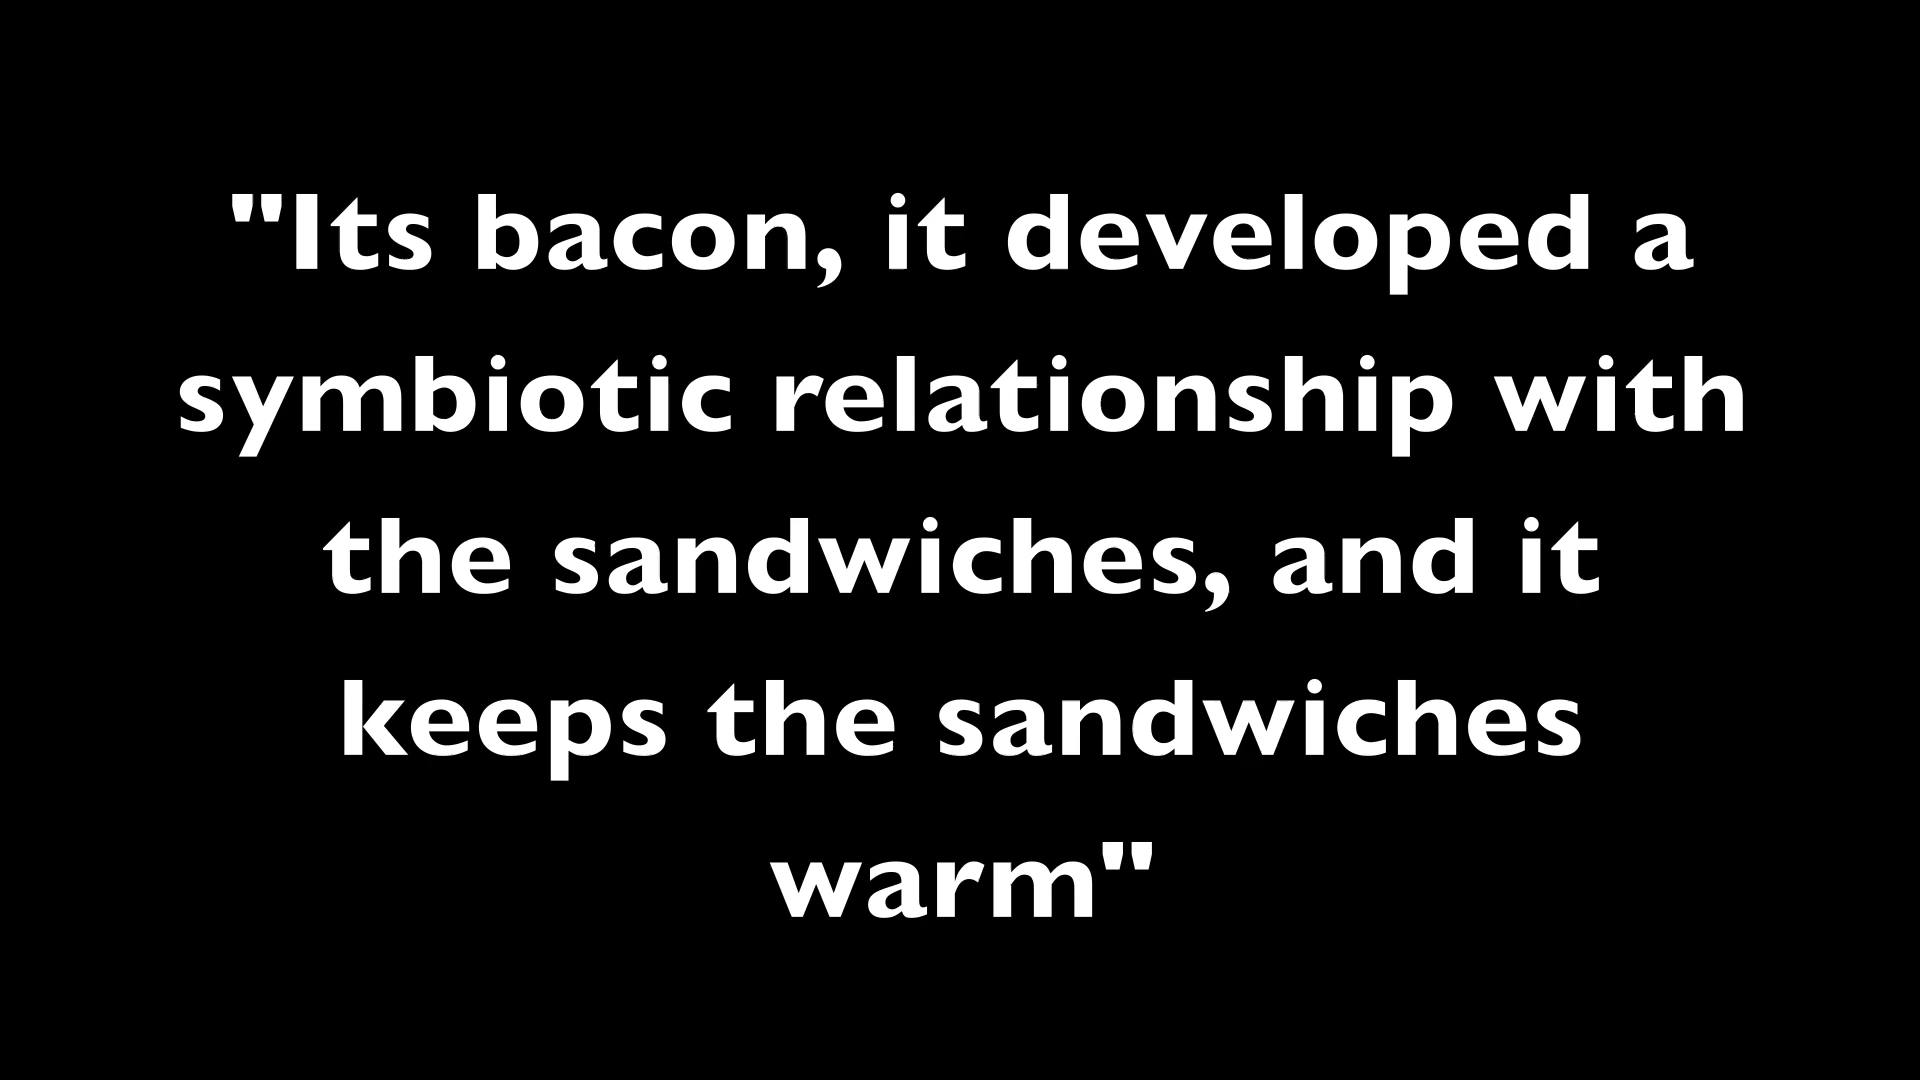 "Its bacon, it developed a
symbiotic relationship with
the sandwiches, and it
keeps the sandwiches
warm"